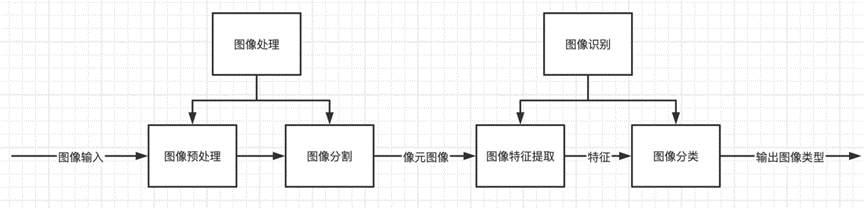 图像处理
图像识别
图像输入
图像预处理
图像分割
像元图像
图像特征提取
特征
图像分类
输出图像类型